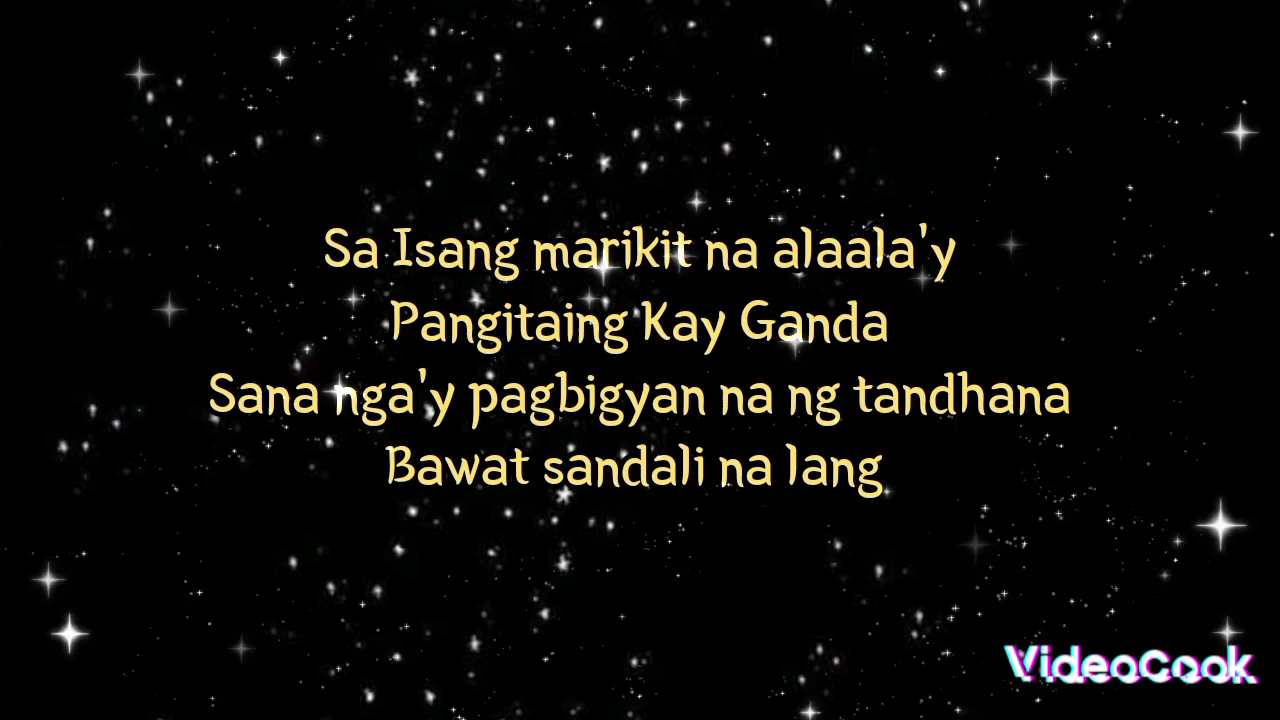 Sa Isang marikit na alaala'y
Pangitaing Kay Ganda
Sana nga'y pagbigyan na ng tandhana
Bawat sandali na lang
VideoCook